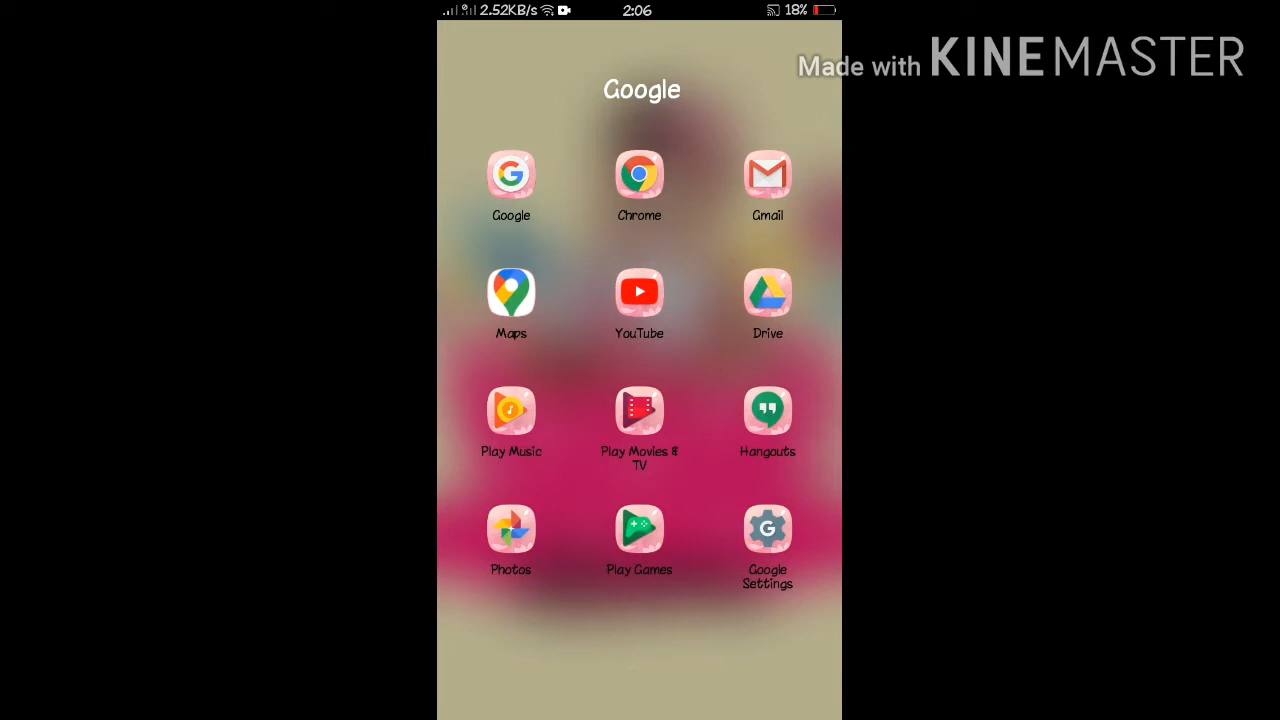 2.52KB/s 2:06 18%
Made with KINEMASTER
Google
Google Chrome Gmail
Maps YouTube Drive
Play Music Play Movies & Hangouts
TV
Photos Play Games Google
Settings